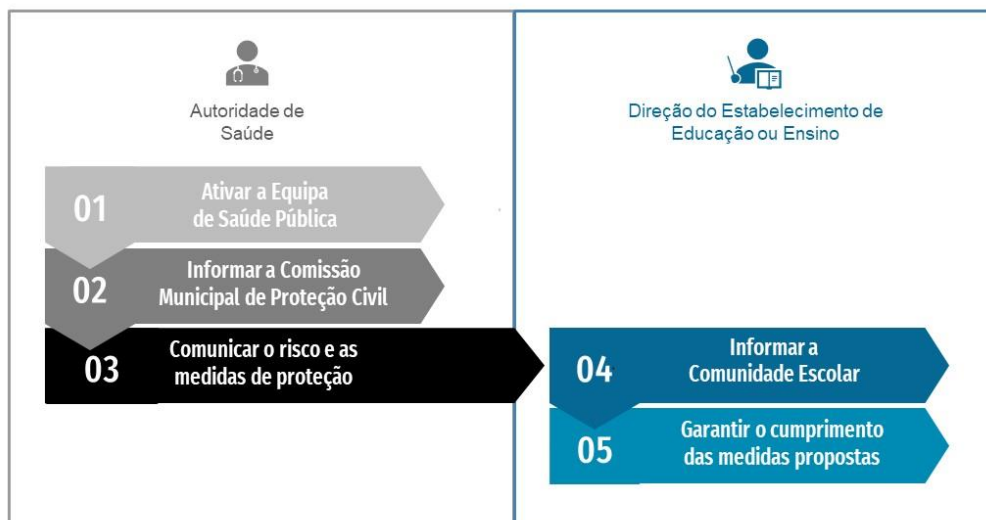 Autoridade de
Saúde
Direção do Estabelecimento de
Educação ou Ensino
01
Ativar a Equipa
de Saúde Pública
02
Informar a Comissão
Municipal de Proteção Civil
03
Comunicar o risco e as
medidas de proteção
04
Informar a
Comunidade Escolar
05
Garantir o cumprimento
das medidas propostas